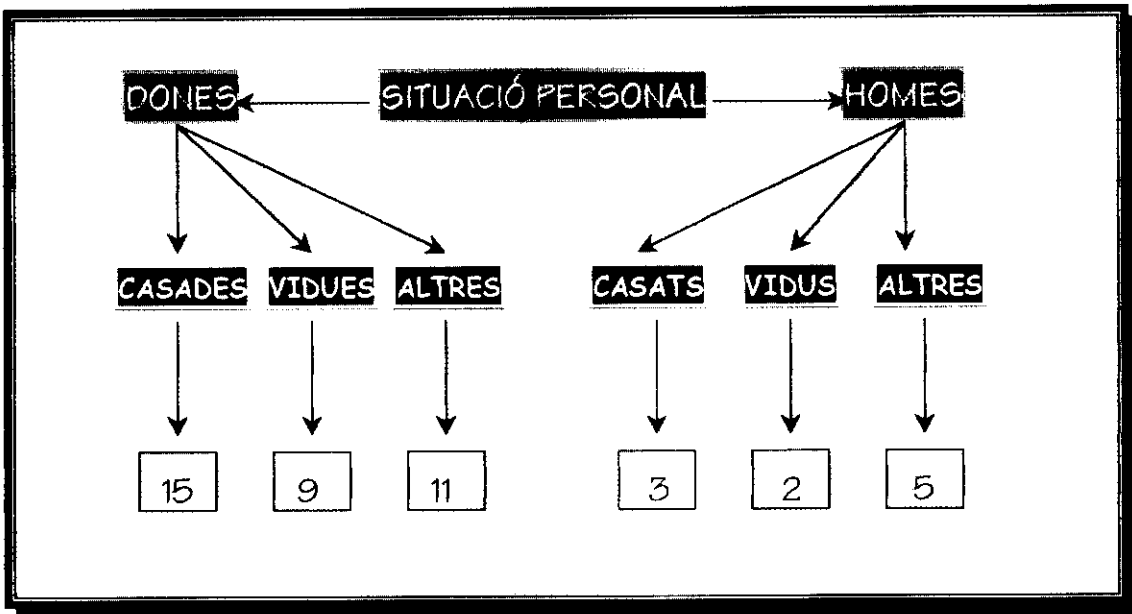 DONES SITUACIÓ PERSONAL HOMES
CASADES VIDUES ALTRES CASATS VIDUS ALTRES
15 9 11 3 2 5